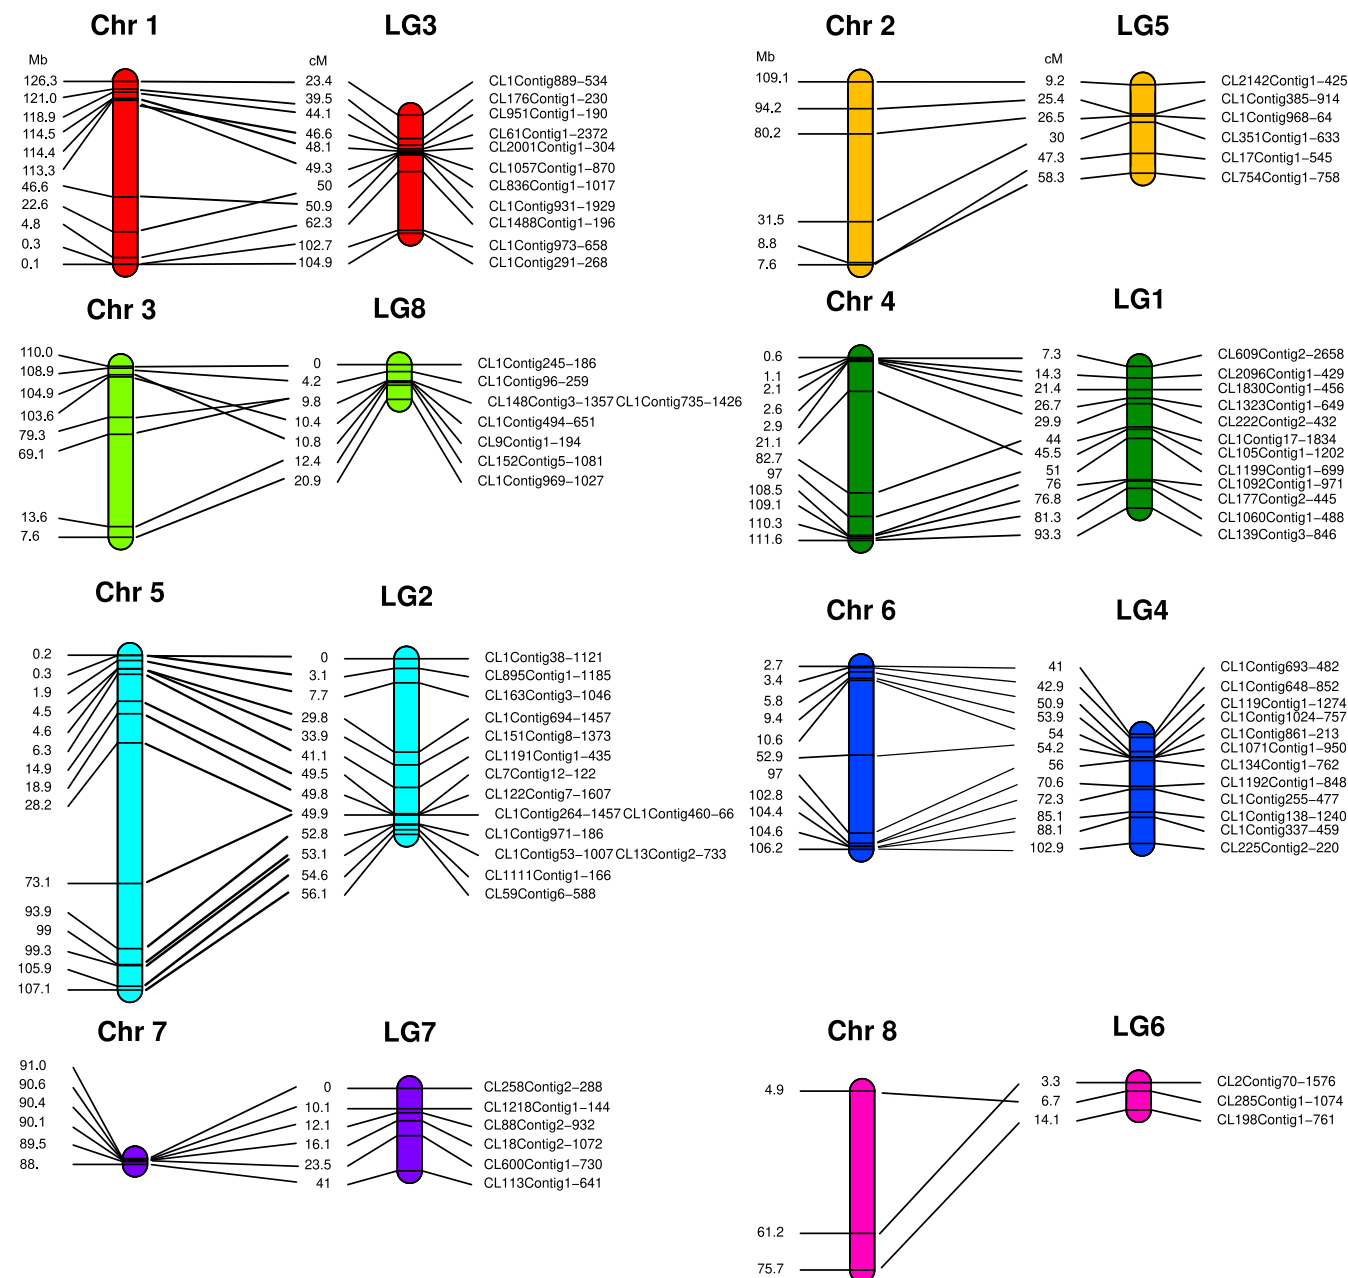 Chr 1
LG3
Mb
cM
126.3
121.0
118.9
114.5
114.4
113.3
46.6
22.6
4.8
0.3
0.1
23.4
39.5
44.1
46.6
48.1
49.3
50
50.9
62.3
102.7
104.9
CL1Contig889−534
CL176Contig1−230
CL951Contig1−190
CL61Contig1−2372
CL2001Contig1−304
CL1057Contig1−870
CL836Contig1−1017
CL1Contig931−1929
CL1488Contig1−196
CL1Contig973−658
CL1Contig291−268
Chr 2
LG5
Mb
cM
109.1
94.2
80.2
31.5
8.8
7.6
9.2
25.4
26.5
30
47.3
58.3
CL2142Contig1−425
CL1Contig385−914
CL1Contig968−64
CL351Contig1−633
CL17Contig1−545
CL754Contig1−758
Chr 3
LG8
110.0
108.9
104.9
103.6
79.3
69.1
13.6
7.6
0
4.2
9.8
10.4
10.8
12.4
20.9
CL1Contig245−186
CL1Contig96−259
CL148Contig3−1357 CL1Contig735−1426
CL1Contig494−651
CL9Contig1−194
CL152Contig5−1081
CL1Contig969−1027
Chr 4
LG1
0.6
1.1
2.1
2.6
2.9
21.1
82.7
97
108.5
109.1
110.3
111.6
7.3
14.3
21.4
26.7
29.9
44
45.5
51
76
76.8
81.3
93.3
CL609Contig2−2658
CL2096Contig1−429
CL1830Contig1−456
CL1323Contig1−649
CL222Contig2−432
CL1Contig17−1834
CL105Contig1−1202
CL1199Contig1−699
CL1092Contig1−971
CL177Contig2−445
CL1060Contig1−488
CL139Contig3−846
Chr 5
LG2
0.2
0.3
1.9
4.5
4.6
6.3
14.9
18.9
28.2
73.1
93.9
99
99.3
105.9
107.1
0
3.1
7.7
29.8
33.9
41.1
49.5
49.8
49.9
52.8
53.1
54.6
56.1
CL1Contig38−1121
CL895Contig1−1185
CL163Contig3−1046
CL1Contig694−1457
CL151Contig8−1373
CL1191Contig1−435
CL7Contig12−122
CL122Contig7−1607
CL1Contig264−1457 CL1Contig460−66
CL1Contig971−186
CL1Contig53−1007 CL13Contig2−733
CL1111Contig1−166
CL59Contig6−588
Chr 6
LG4
2.7
3.4
5.8
9.4
10.6
52.9
97
102.8
104.4
104.6
106.2
41
42.9
50.9
53.9
54
54.2
56
70.6
72.3
85.1
88.1
102.9
CL1Contig693−482
CL1Contig648−852
CL119Contig1−1274
CL1Contig1024−757
CL1Contig861−213
CL1071Contig1−950
CL134Contig1−762
CL1192Contig1−848
CL1Contig255−477
CL1Contig138−1240
CL1Contig337−459
CL225Contig2−220
Chr 7
LG7
91.0
90.6
90.4
90.1
89.5
88.
0
10.1
12.1
16.1
23.5
41
CL258Contig2−288
CL1218Contig1−144
CL88Contig2−932
CL18Contig2−1072
CL600Contig1−730
CL113Contig1−641
Chr 8
LG6
4.9
61.2
75.7
3.3
6.7
14.1
CL2Contig70−1576
CL285Contig1−1074
CL198Contig1−761